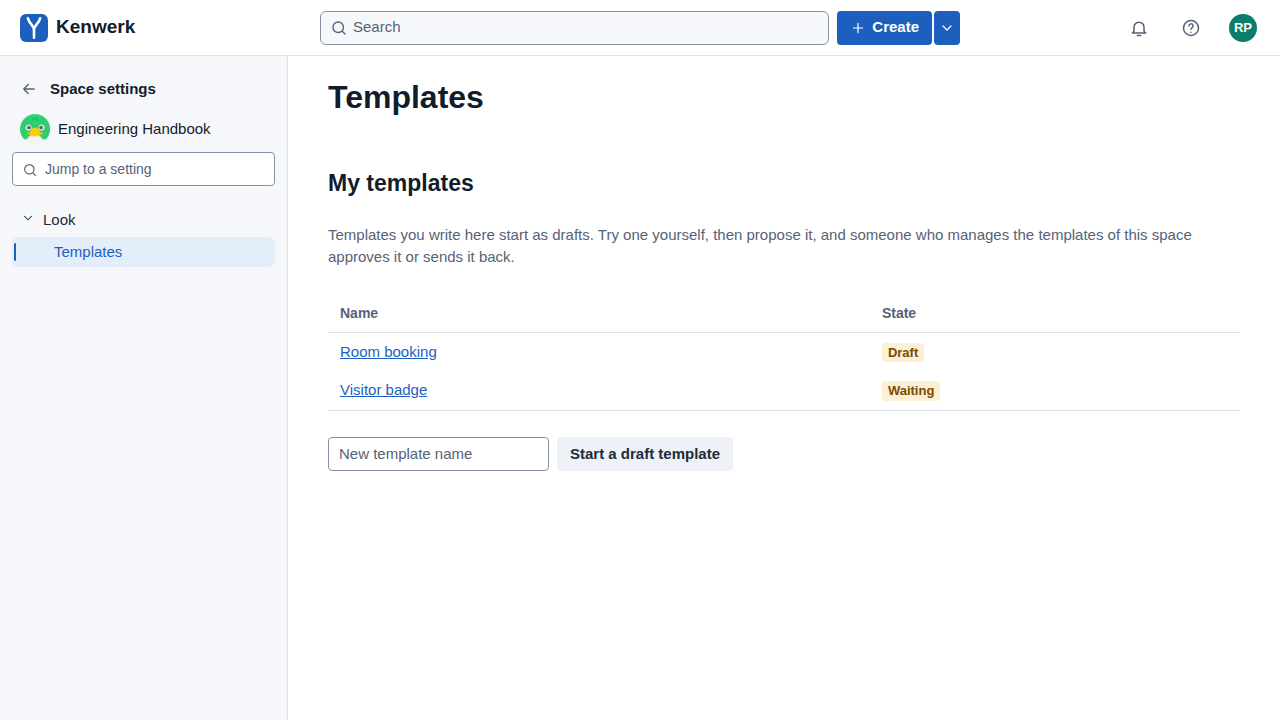 Kenwerk
Search
Create
RP
Space settings
Engineering Handbook
Jump to a setting
Look
Templates
Templates
My templates
Templates you write here start as drafts. Try one yourself, then propose it, and someone who manages the templates of this space
approves it or sends it back.
Name State
Room booking Draft
Visitor badge Waiting
New template name Start a draft template